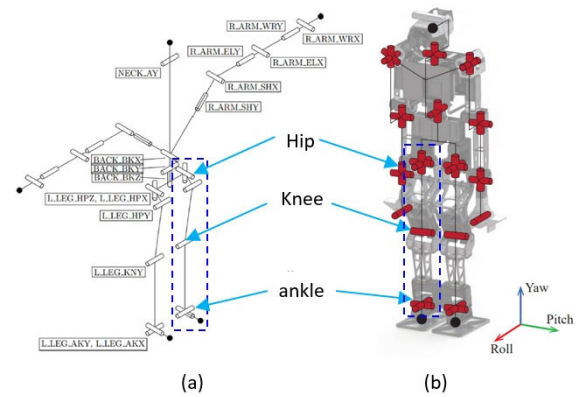 R_ARM_WRY
R_ARM_WRX
R_ARM_ELY
R_ARM_ELX
NECK_AY
R_ARM_SHX
R_ARM_SHY
BACK_BKX
BACK_BKY
BACK_BKZ
L_LEG_HPZ, L_LEG_HPX
L_LEG_HPY
L_LEG_KNY
L_LEG_AKY, L_LEG_AKX
Hip
Knee
ankle
Yaw
Pitch
Roll
(a)
(b)